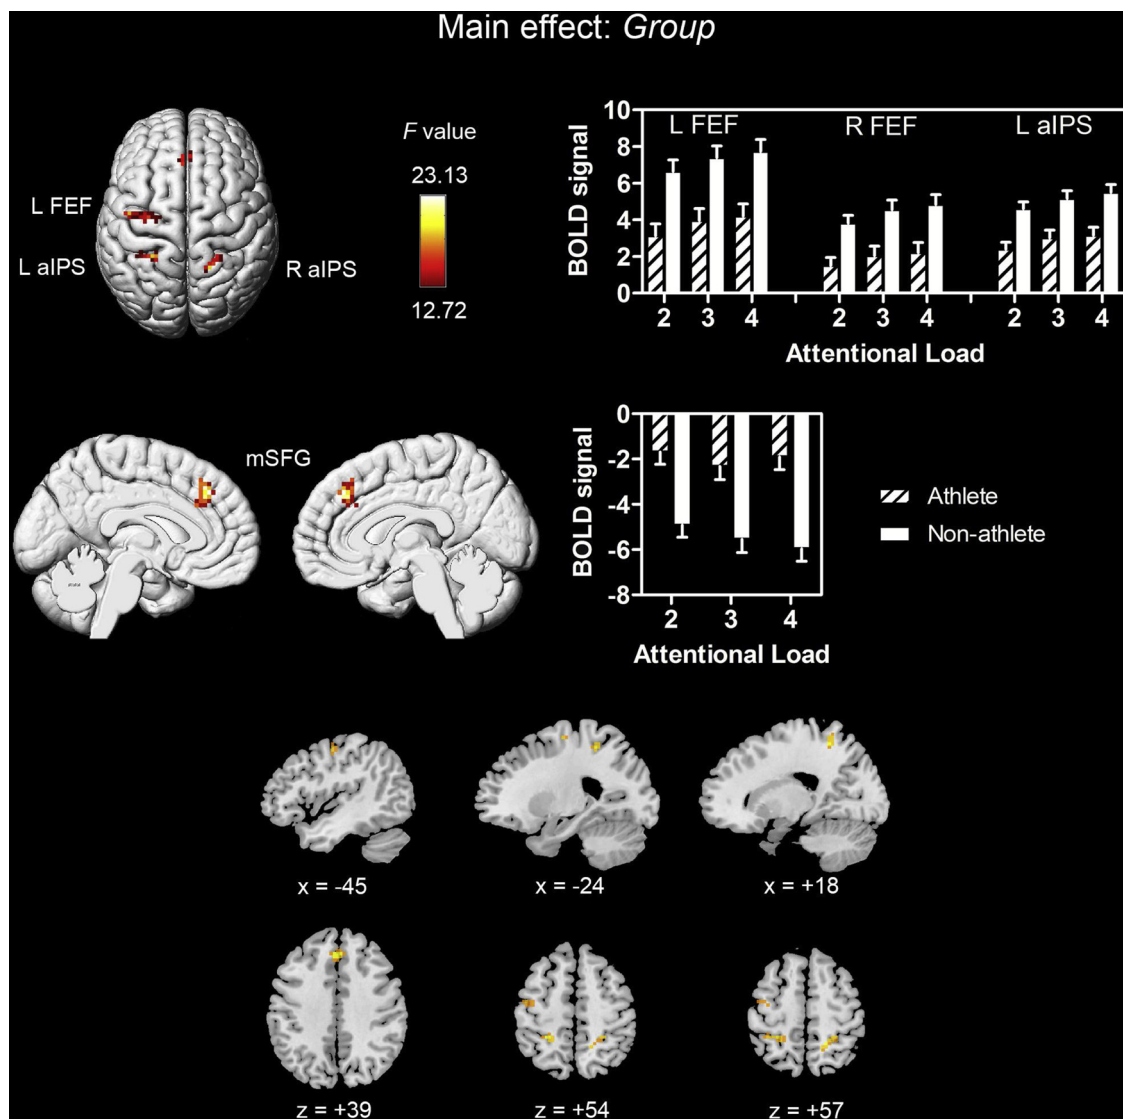 Main effect: Group
L FEF
L aIPS
R aIPS
F value
23.13
12.72
BOLD signal
10
8
6
4
2
0
L FEF
R FEF
L aIPS
2 3 4 2 3 4 2 3 4
Attentional Load
mSFG
BOLD signal
0
-2
-4
-6
-8
2 3 4
Attentional Load
Athlete
Non-athlete
x = -45
x = -24
x = +18
z = +39
z = +54
z = +57